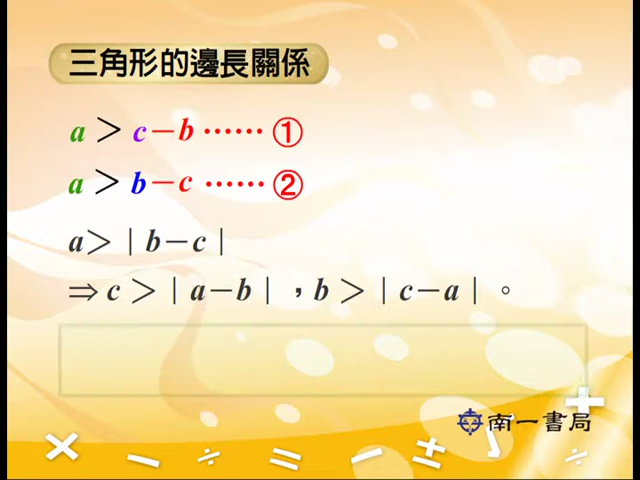 三角形的邊長關係
a > c－b ⋯⋯ ①
a > b－c ⋯⋯ ②
a>｜b－c｜
⇒ c >｜a－b｜，b >｜c－a｜。
南一書局
× − ÷ = − ± ∫ + ÷